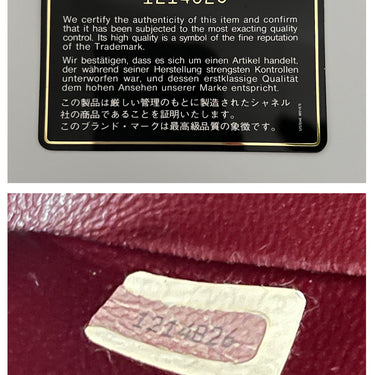 1214826
We certify the authenticity of this item and confirm
that it has been subjected to the most exacting quality
control. Its high quality is a symbol of the fine reputation
of the Trademark.
Wir bestätigen, dass es sich um einen Artikel handelt,
der während seiner Herstellung strengsten Kontrollen
unterworfen war, und dessen erstklassige Qualität
dem hohen Ansehen unserer Marke entspricht.
この製品は厳しい管理のもとに製造されたシャネル
社の商品であることを証明いたします。
このブランド・マークは最高級品質の象徴です。
1214826